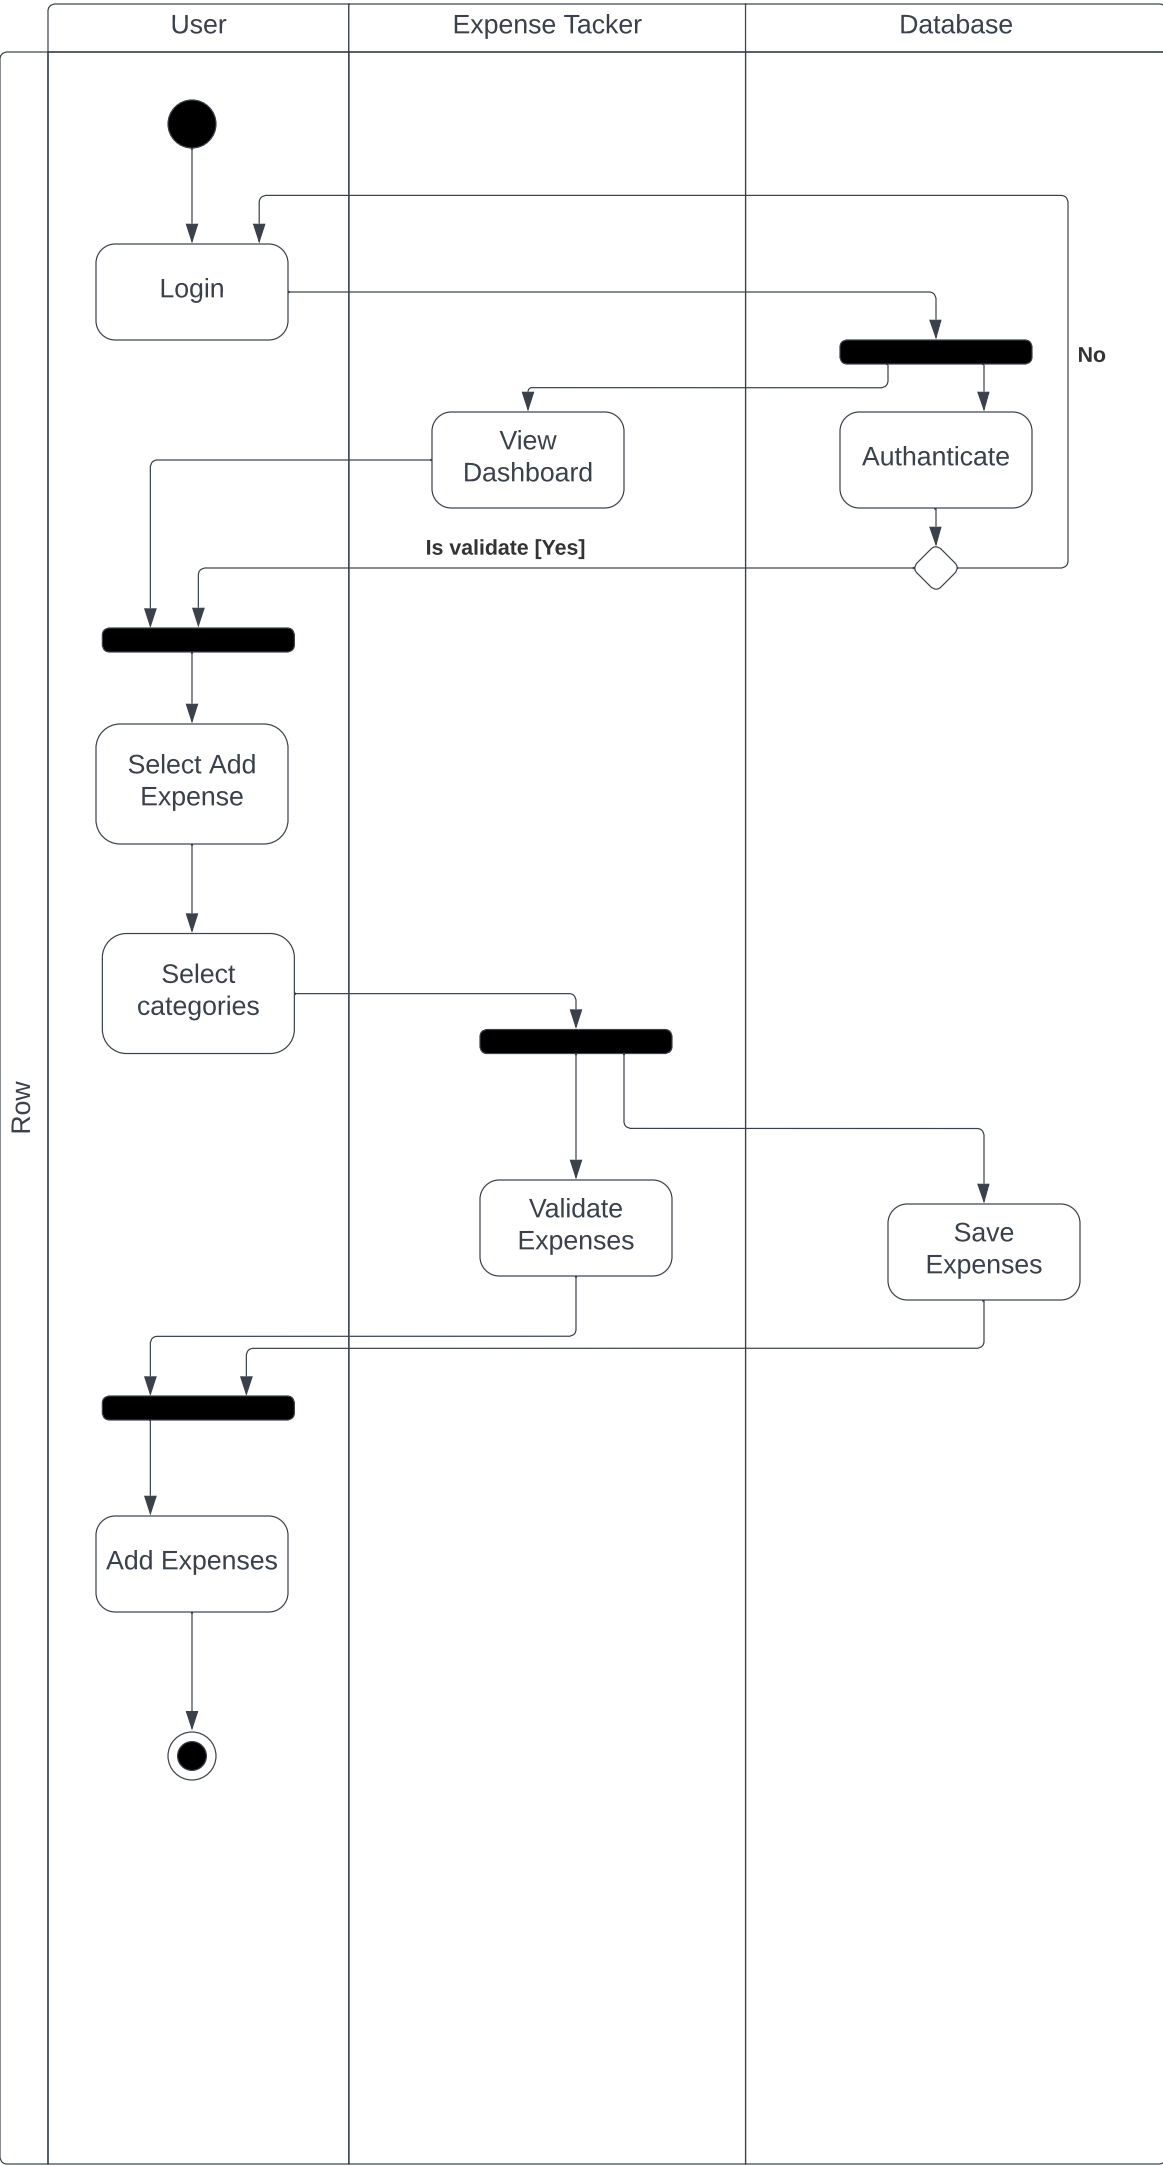 User
Expense Tacker
Database
Login
No
View
Dashboard
Authanticate
Is validate [Yes]
Select Add
Expense
Select
categories
Row
Validate
Expenses
Save
Expenses
Add Expenses